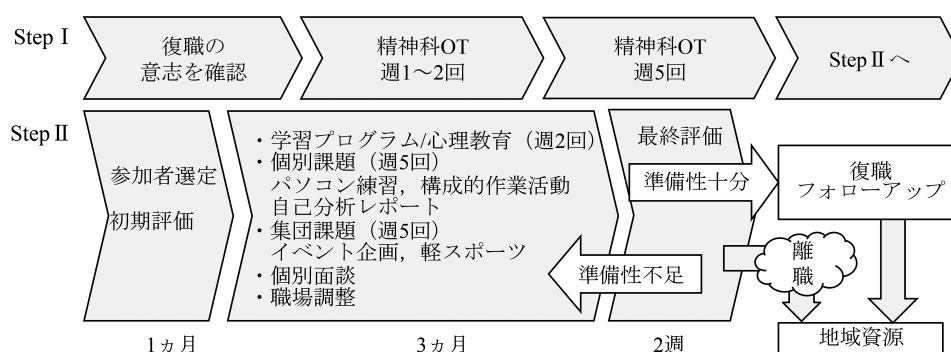 Step Ⅰ
復職の
意志を確認
精神科OT
週1～2回
精神科OT
週5回
Step Ⅱ へ
Step Ⅱ
参加者選定
初期評価
・学習プログラム/心理教育（週2回）
・個別課題（週5回）
パソコン練習，構成的作業活動
自己分析レポート
・集団課題（週5回）
イベント企画，軽スポーツ
・個別面談
・職場調整
最終評価
準備性十分
準備性不足
復職
フォローアップ
離
職
地域資源
1ヵ月
3ヵ月
2週